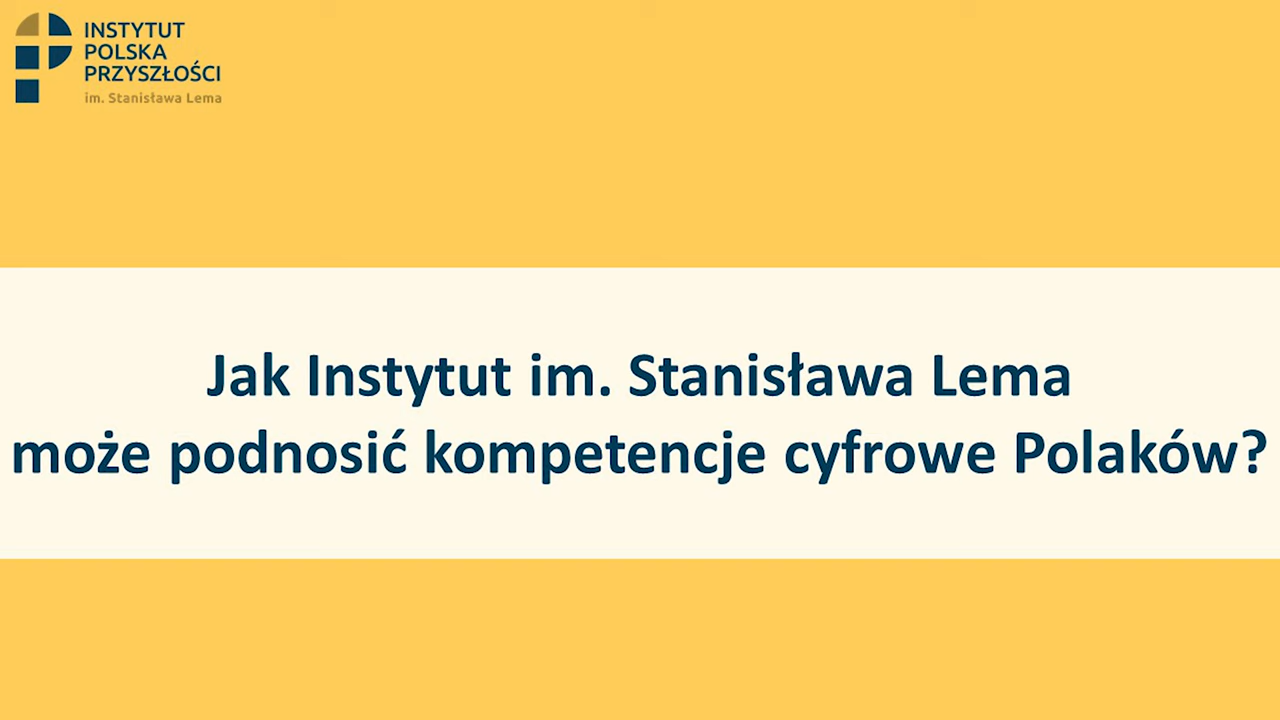 INSTYTUT
POLSKA
PRZYSZŁOŚCI
im. Stanisława Lema
Jak Instytut im. Stanisława Lema
może podnosić kompetencje cyfrowe Polaków?